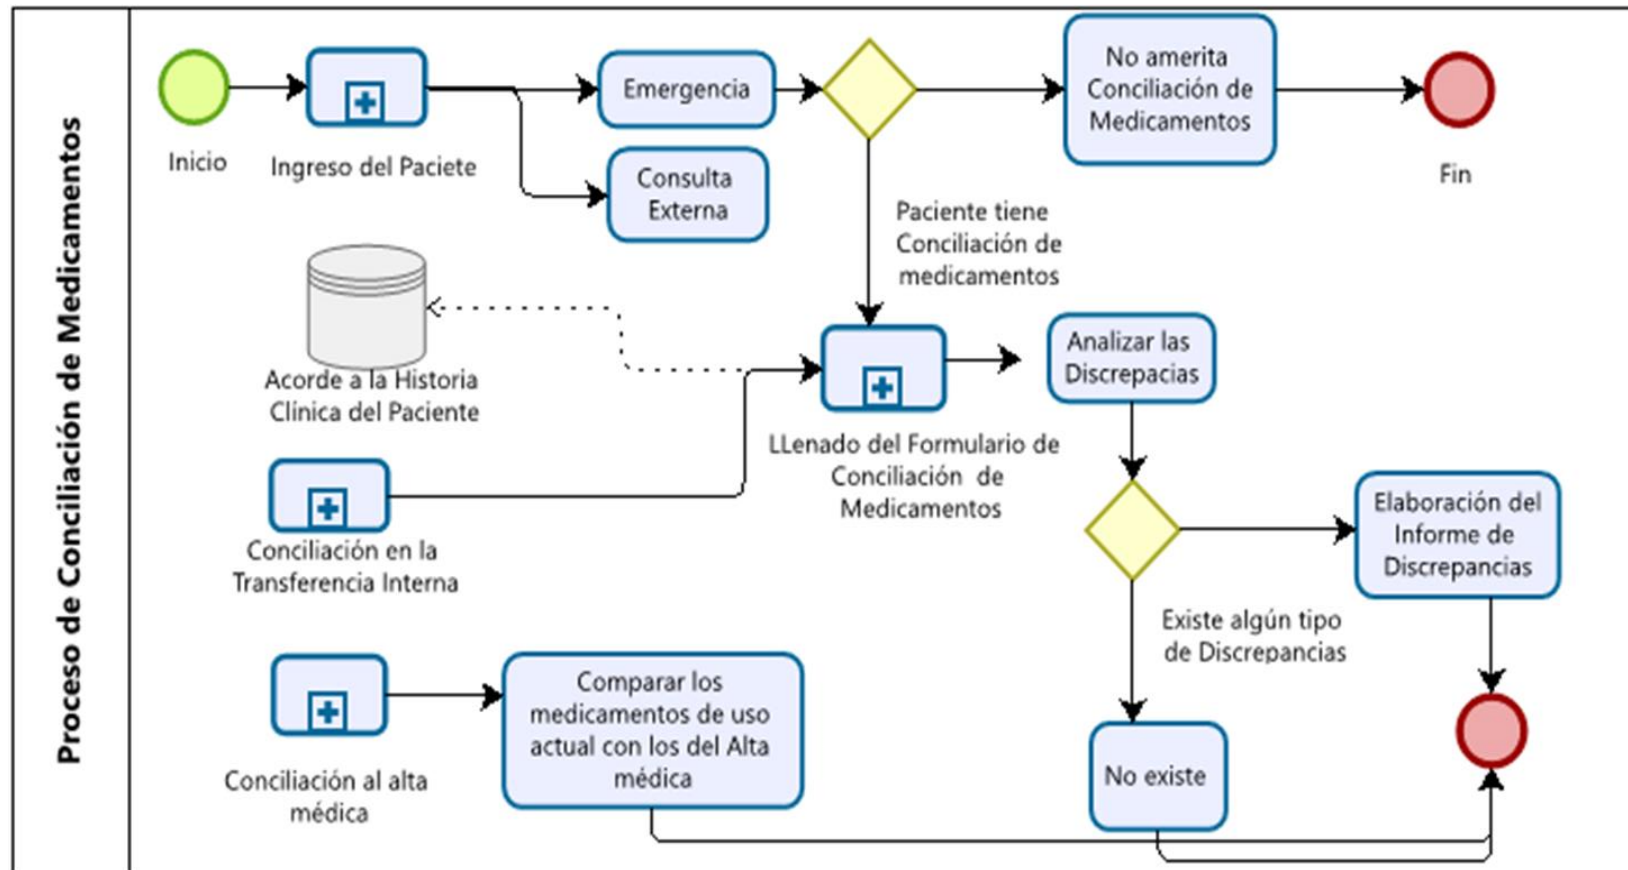 Proceso de Conciliación de Medicamentos
Inicio
Ingreso del Paciete
Emergencia
Consulta
Externa
No amerita
Conciliación de
Medicamentos
Fin
Paciente tiene
Conciliación de
medicamentos
Acorde a la Historia
Clínica del Paciente
LLenado del Formulario de
Conciliación de
Medicamentos
Analizar las
Discrepacias
Conciliación en la
Transferencia Interna
Elaboración del
Informe de
Discrepancias
Existe algún tipo
de Discrepancias
Conciliación al alta
médica
Comparar los
medicamentos de uso
actual con los del Alta
médica
No existe